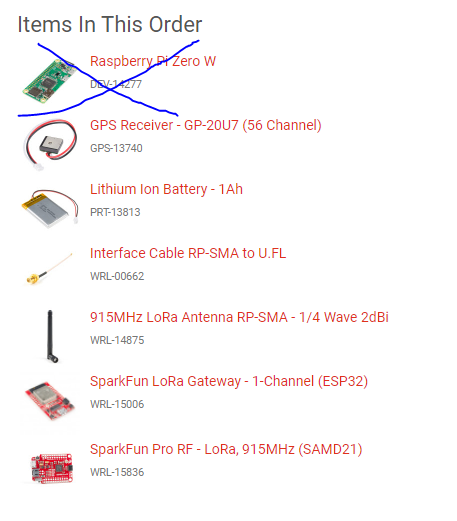 Items In This Order
Raspberry Pi Zero W
DEV-14277
GPS Receiver - GP-20U7 (56 Channel)
GPS-13740
Lithium Ion Battery - 1Ah
PRT-13813
Interface Cable RP-SMA to U.FL
WRL-00662
915MHz LoRa Antenna RP-SMA - 1/4 Wave 2dBi
WRL-14875
SparkFun LoRa Gateway - 1-Channel (ESP32)
WRL-15006
SparkFun Pro RF - LoRa, 915MHz (SAMD21)
WRL-15836